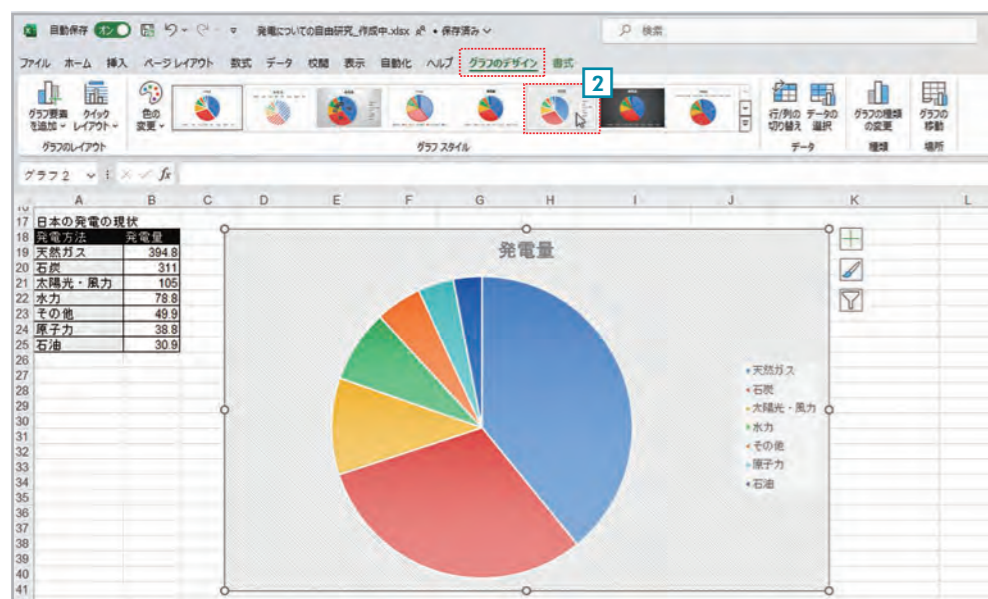 自動保存 オン 発電についての自由研究_作成中.xlsx • 保存済み 検索
ファイル ホーム 挿入 ページ レイアウト 数式 データ 校閲 表示 自動化 ヘルプ グラフのデザイン 書式
2
グラフ要素を追加 クイックレイアウト 色の変更 行/列の切り替え データの選択 グラフの種類の変更 グラフの移動
グラフのレイアウト グラフ スタイル データ 種類 場所
グラフ 2 fx
A B C D E F G H I J K L
17 日本の発電の現状
18 発電方法 発電量
19 天然ガス 394.8
20 石炭 311
21 太陽光・風力 105
22 水力 78.8
23 その他 49.9
24 原子力 38.8
25 石油 30.9
26
27
28
29
30
31
32
33
34
35
36
37
38
39
40
41
発電量
天然ガス
石炭
太陽光・風力
水力
その他
原子力
石油